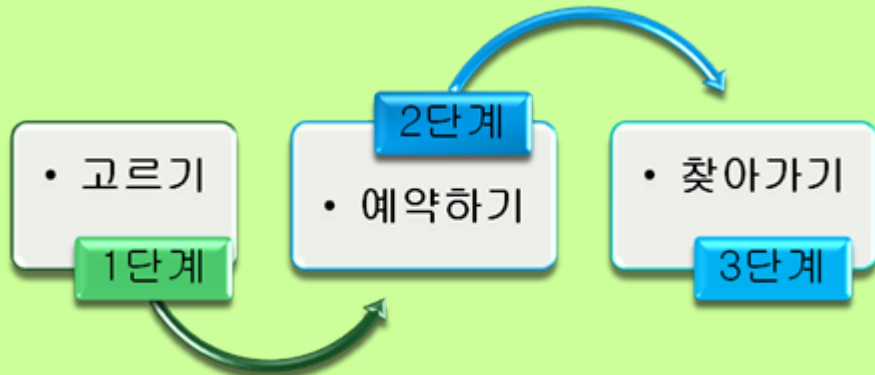 • 고르기
1단계
2단계
• 예약하기
• 찾아가기
3단계